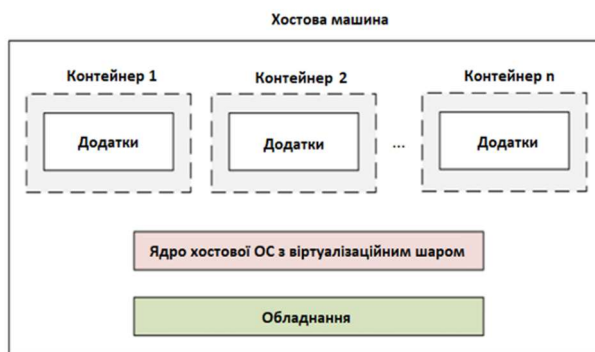 Хостова машина
Контейнер 1
Контейнер 2
Контейнер n
Додатки
Додатки
...
Додатки
Ядро хостової ОС з віртуалізаційним шаром
Обладнання